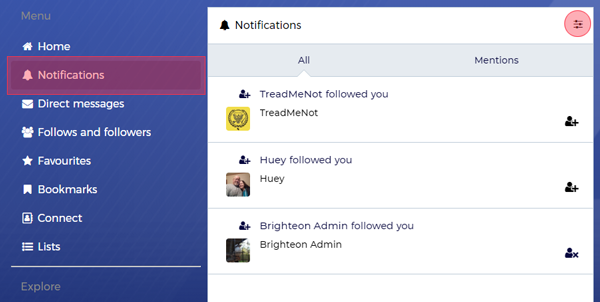 Menu
Home
Notifications
Direct messages
Follows and followers
Favourites
Bookmarks
Connect
Lists
Explore
Notifications
All Mentions
TreadMeNot followed you
TreadMeNot
Huey followed you
Huey
Brighteon Admin followed you
Brighteon Admin